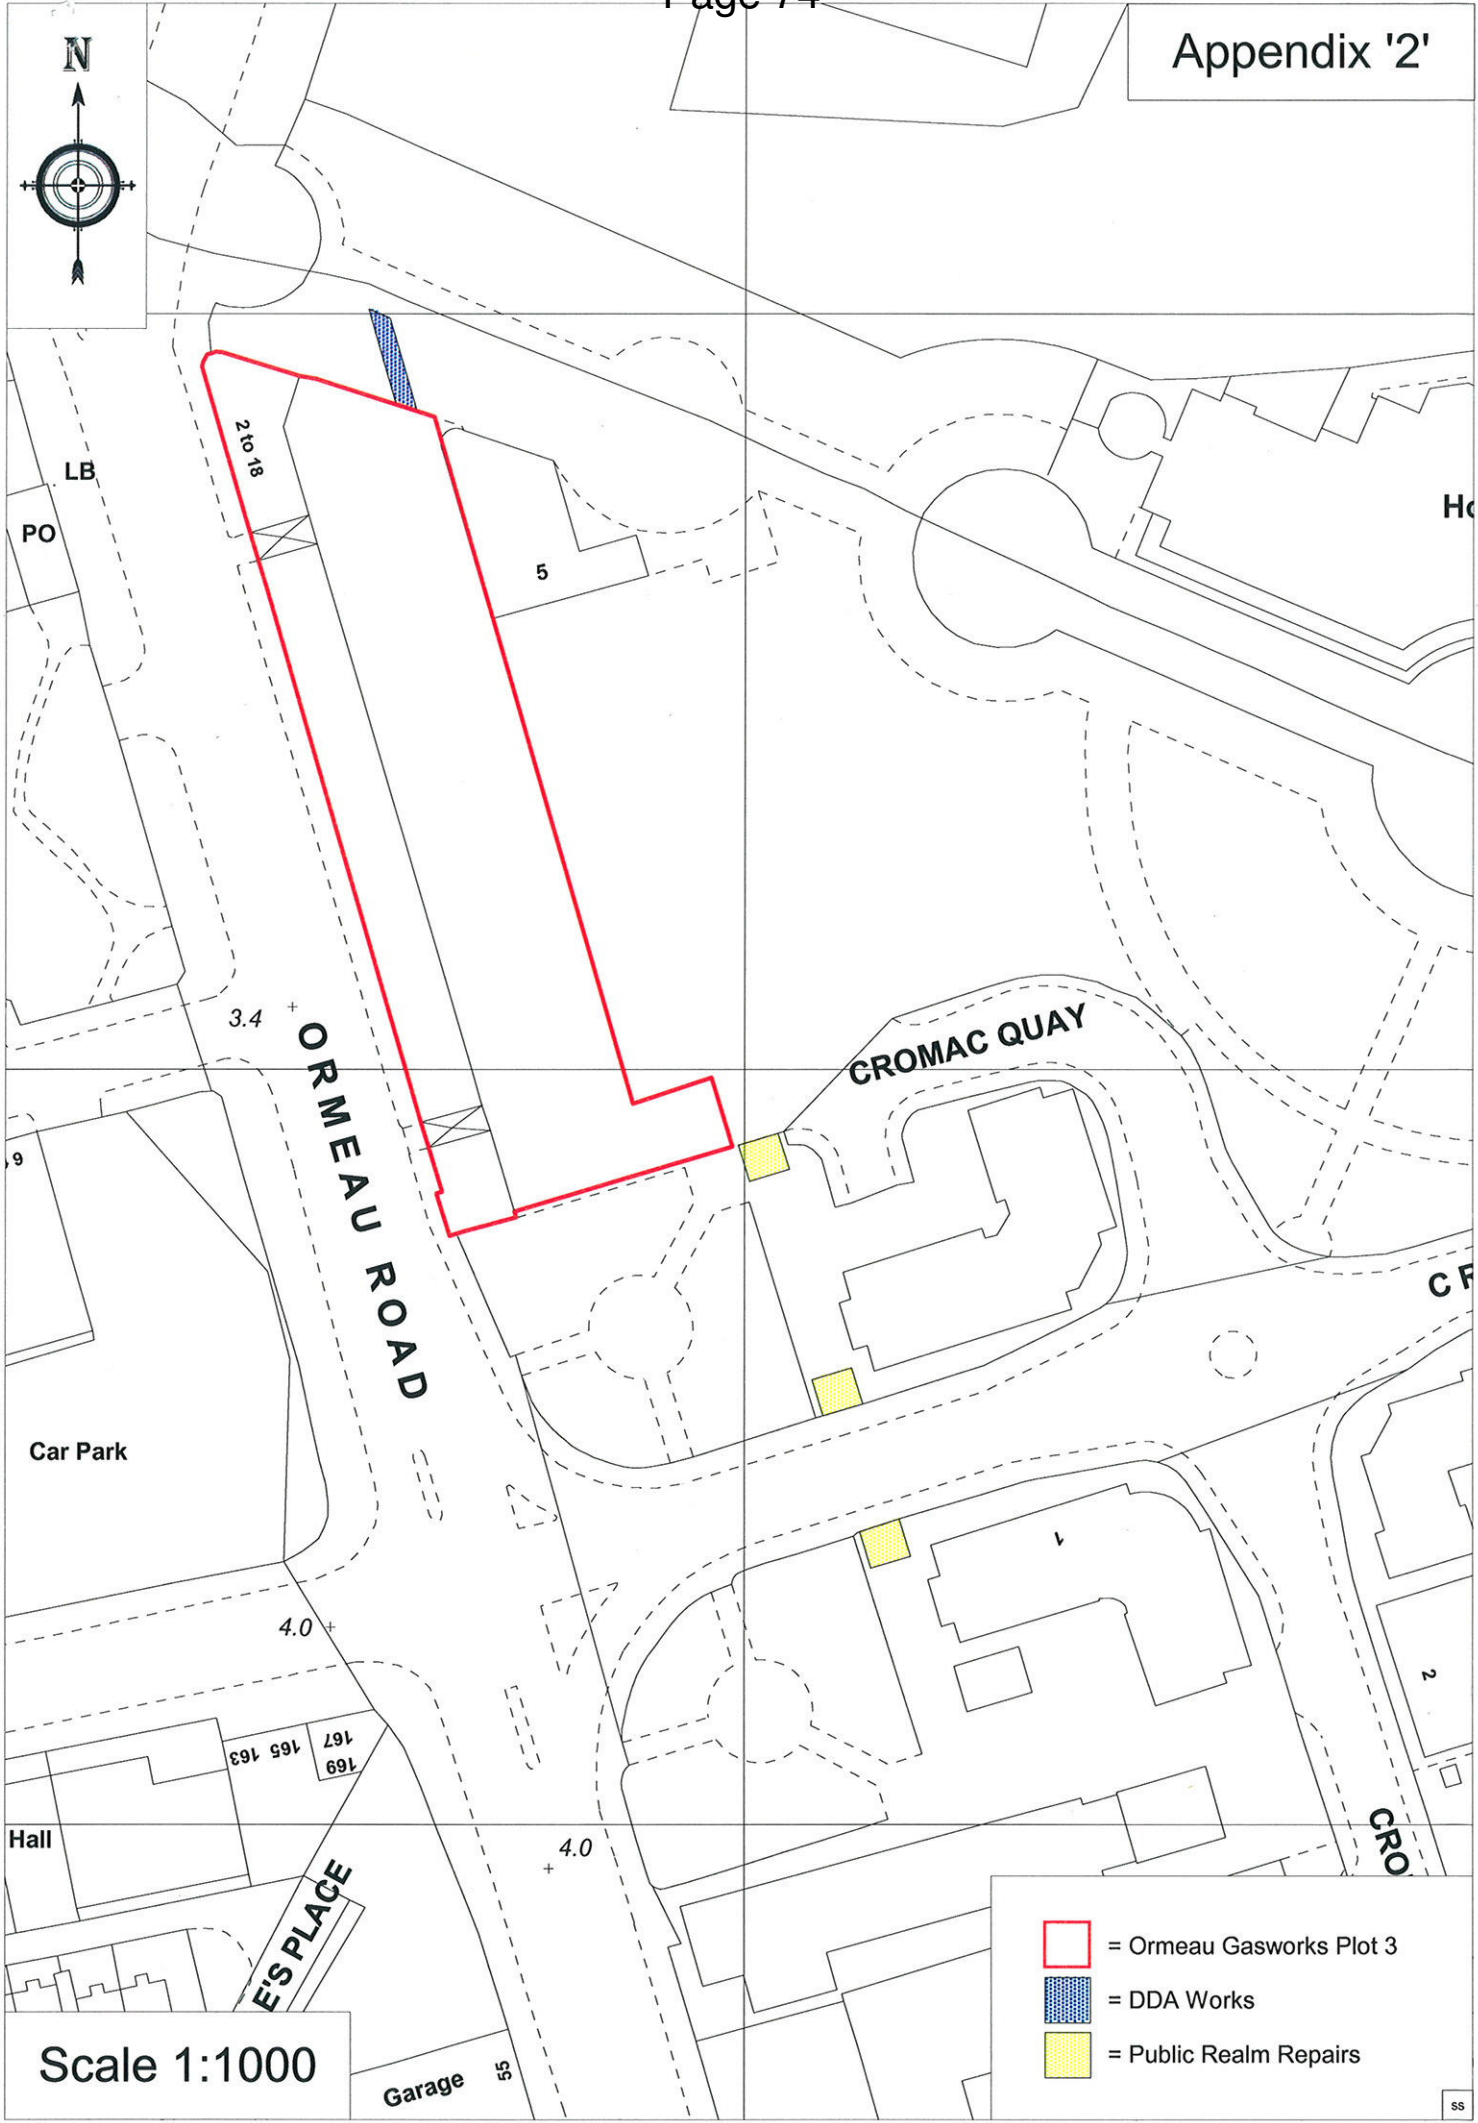 Page 74
Appendix '2'
N
2 to 18
LB
PO
5
3.4
ORMEAU ROAD
CROMAC QUAY
9
Car Park
1
4.0
2
163 165 167
169
4.0
Hall
CRO
E'S PLACE
= Ormeau Gasworks Plot 3
= DDA Works
= Public Realm Repairs
Scale 1:1000
Garage
55
ss